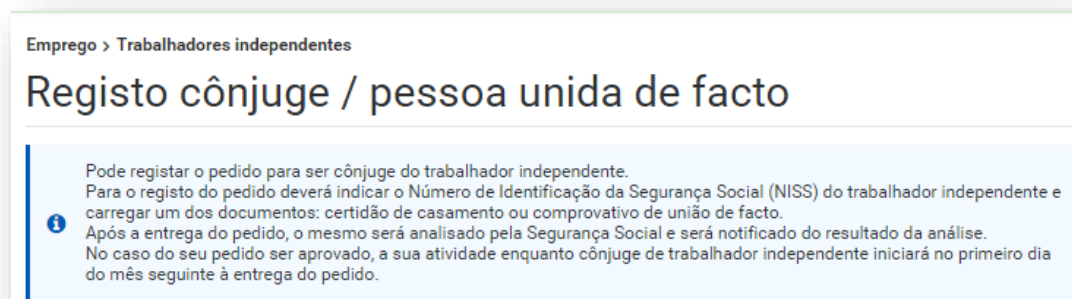 Emprego > Trabalhadores independentes
Registo cônjuge / pessoa unida de facto
Pode registar o pedido para ser cônjuge do trabalhador independente.
Para o registo do pedido deverá indicar o Número de Identificação da Segurança Social (NISS) do trabalhador independente e
carregar um dos documentos: certidão de casamento ou comprovativo de união de facto.
Após a entrega do pedido, o mesmo será analisado pela Segurança Social e será notificado do resultado da análise.
No caso do seu pedido ser aprovado, a sua atividade enquanto cônjuge de trabalhador independente iniciará no primeiro dia
do mês seguinte à entrega do pedido.